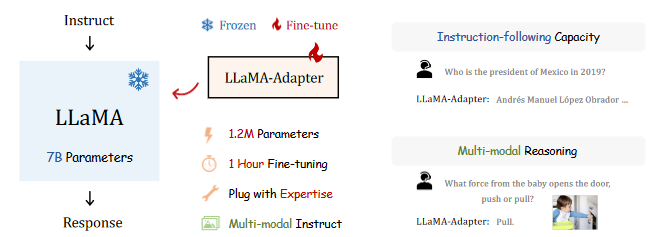 Instruct
LLaMA
7B Parameters
Response
Frozen
Fine-tune
LLaMA-Adapter
1.2M Parameters
1 Hour Fine-tuning
Plug with Expertise
Multi-modal Instruct
Instruction-following Capacity
Who is the president of Mexico in 2019?
LLaMA-Adapter: Andrés Manuel López Obrador ...
Multi-modal Reasoning
What force from the baby opens the door,
push or pull?
LLaMA-Adapter: Pull.